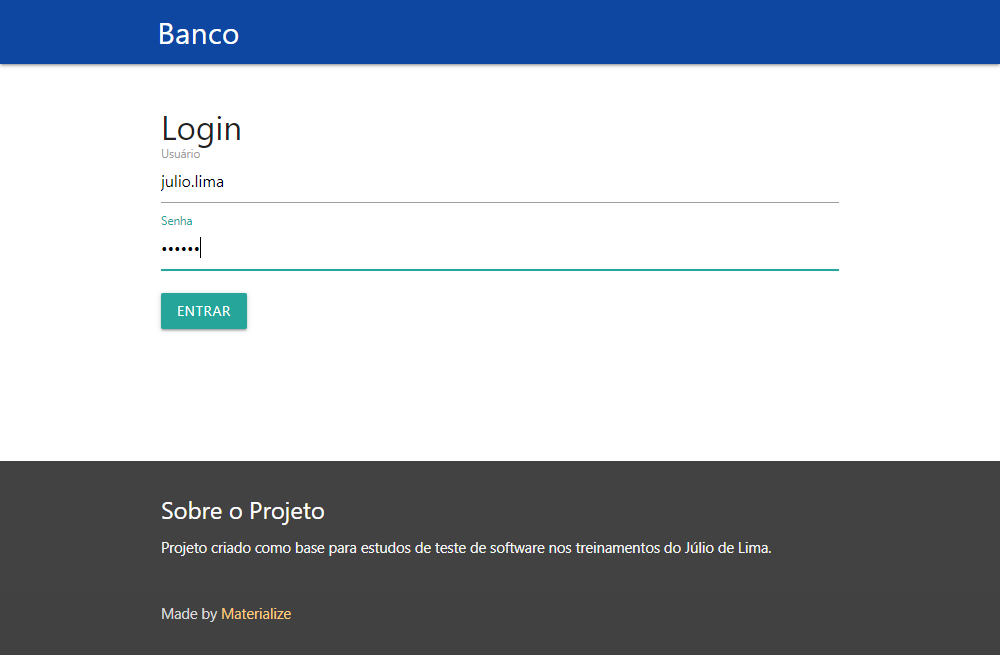 Banco
Login
Usuário
julio.lima
Senha
••••••
ENTRAR
Sobre o Projeto
Projeto criado como base para estudos de teste de software nos treinamentos do Júlio de Lima.
Made by Materialize